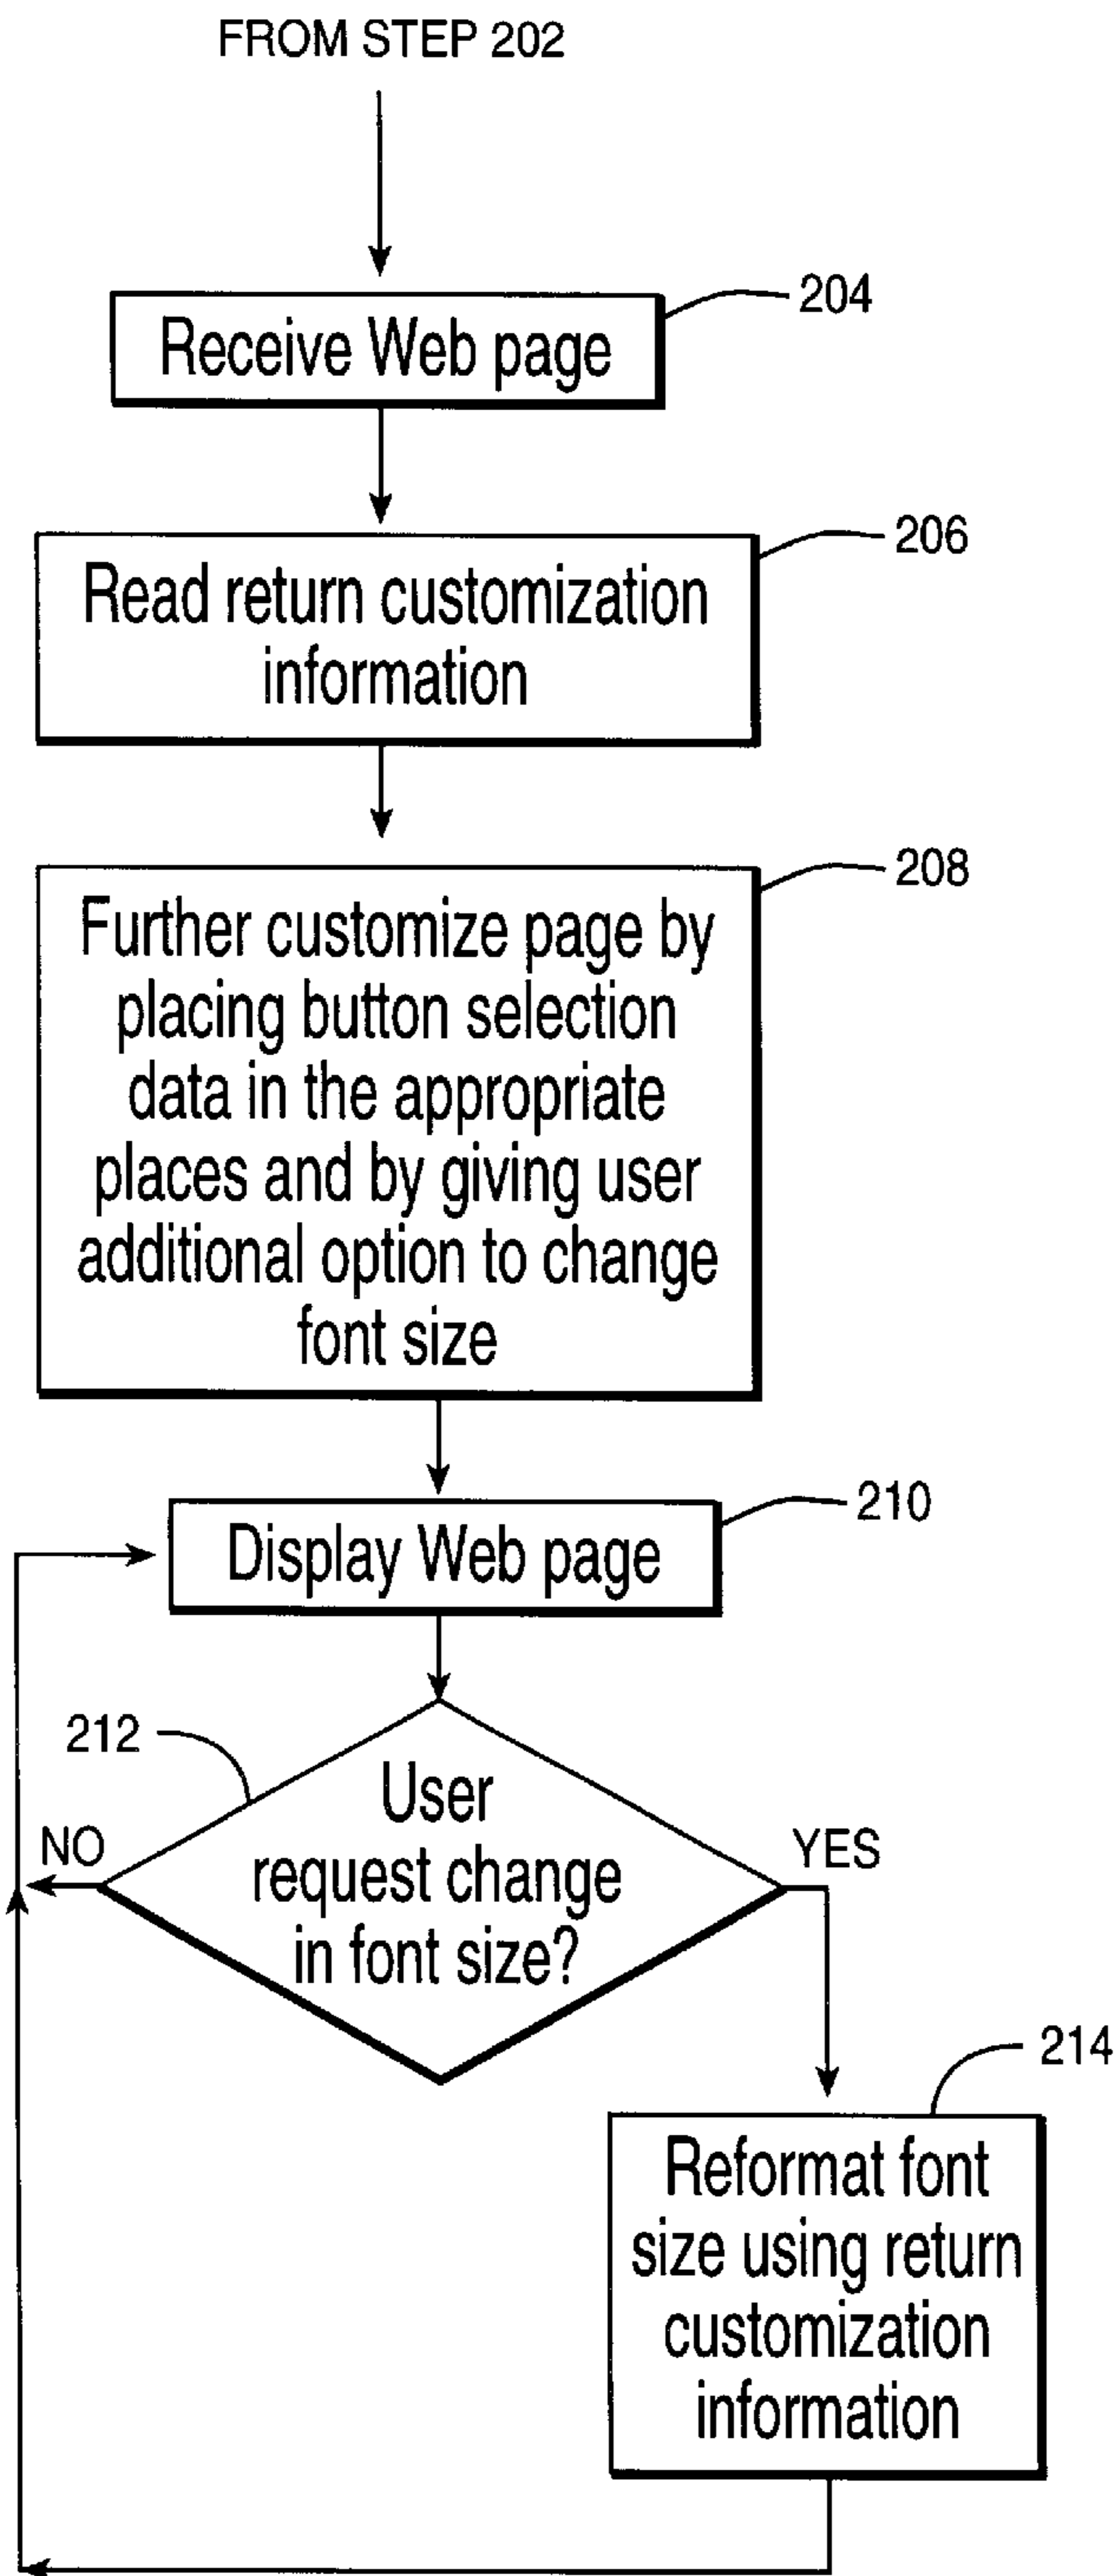 FROM STEP 202
204
Receive Web page
206
Read return customization
information
208
Further customize page by
placing button selection
data in the appropriate
places and by giving user
additional option to change
font size
210
Display Web page
212
User
request change
in font size?
NO
YES
214
Reformat font
size using return
customization
information